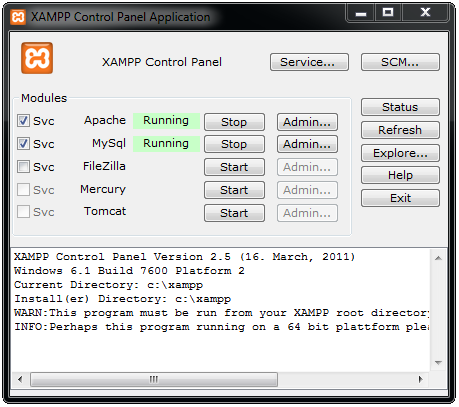 XAMPP Control Panel Application
XAMPP Control Panel
Service...
SCM...
Modules
Svc Apache Running Stop Admin...
Svc MySql Running Stop Admin...
Svc FileZilla Start Admin...
Svc Mercury Start Admin...
Svc Tomcat Start Admin...
Status
Refresh
Explore...
Help
Exit
XAMPP Control Panel Version 2.5 (16. March, 2011)
Windows 6.1 Build 7600 Platform 2
Current Directory: c:\xampp
Install(er) Directory: c:\xampp
WARN:This program must be run from your XAMPP root directory
INFO:Perhaps this program running on a 64 bit plattform plea